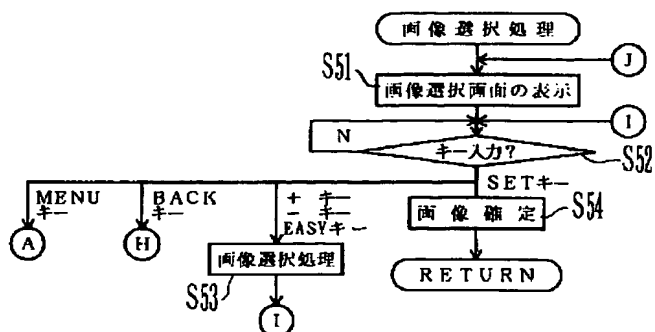 画像選択処理
J
S51
画像選択画面の表示
I
N
キー入力?
S52
MENU
キー
BACK
キー
+ キー
- キー
EASYキー
SETキー
画像確定
S54
A
H
画像選択処理
S53
RETURN
I